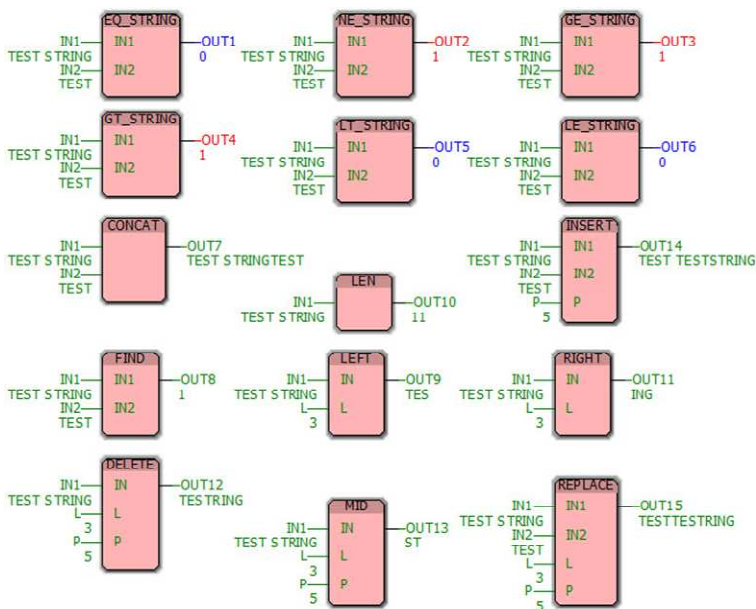 EQ_STRING NE_STRING GE_STRING
IN1 IN1 OUT1 IN1 IN1 OUT2 IN1 IN1 OUT3
TEST STRING 0 TEST STRING 1 TEST STRING 1
IN2 IN2 IN2 IN2 IN2 IN2
TEST TEST TEST
GT_STRING LT_STRING LE_STRING
IN1 IN1 OUT4 IN1 IN1 OUT5 IN1 IN1 OUT6
TEST STRING 1 TEST STRING 0 TEST STRING 0
IN2 IN2 IN2 IN2 IN2 IN2
TEST TEST TEST
CONCAT INSERT
IN1 OUT7 IN1 IN1 OUT14
TEST STRING TEST STRINGTEST TEST STRING TEST TESTSTRING
IN2 IN2 IN2
TEST TEST
LEN
IN1 OUT10 P P
TEST STRING 11 5
FIND LEFT RIGHT
IN1 IN1 OUT8 IN1 IN OUT9 IN1 IN OUT11
TEST STRING 1 TEST STRING TES TEST STRING ING
IN2 IN2 L L L L
TEST 3 3
DELETE
IN1 IN OUT12
TEST STRING TESTRING
L L
3
P P
5
MID
IN1 IN OUT13
TEST STRING ST
L L
3
P P
5
REPLACE
IN1 IN1 OUT15
TEST STRING TESTTESTRING
IN2 IN2
TEST
L L
3
P P
5